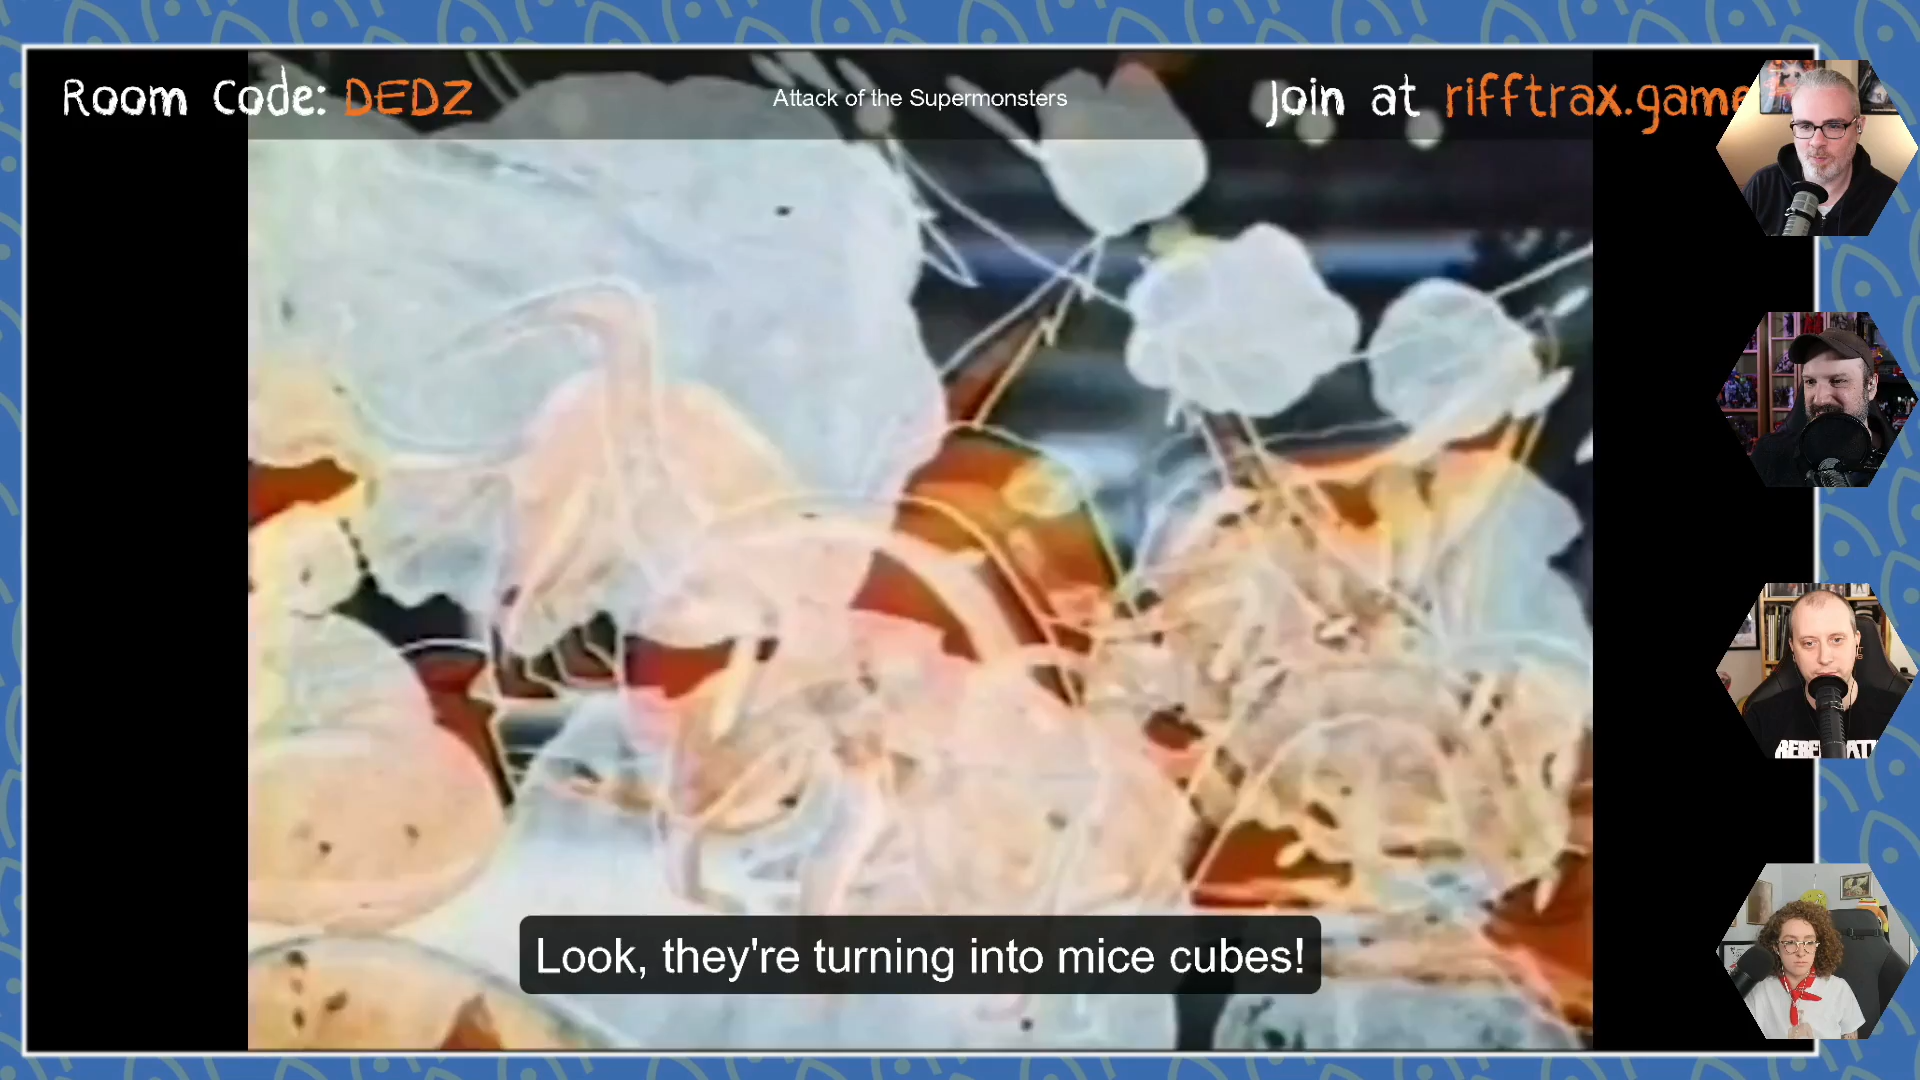 Room Code: DEDZ
Attack of the Supermonsters
Join at rifftrax.game
Look, they're turning into mice cubes!